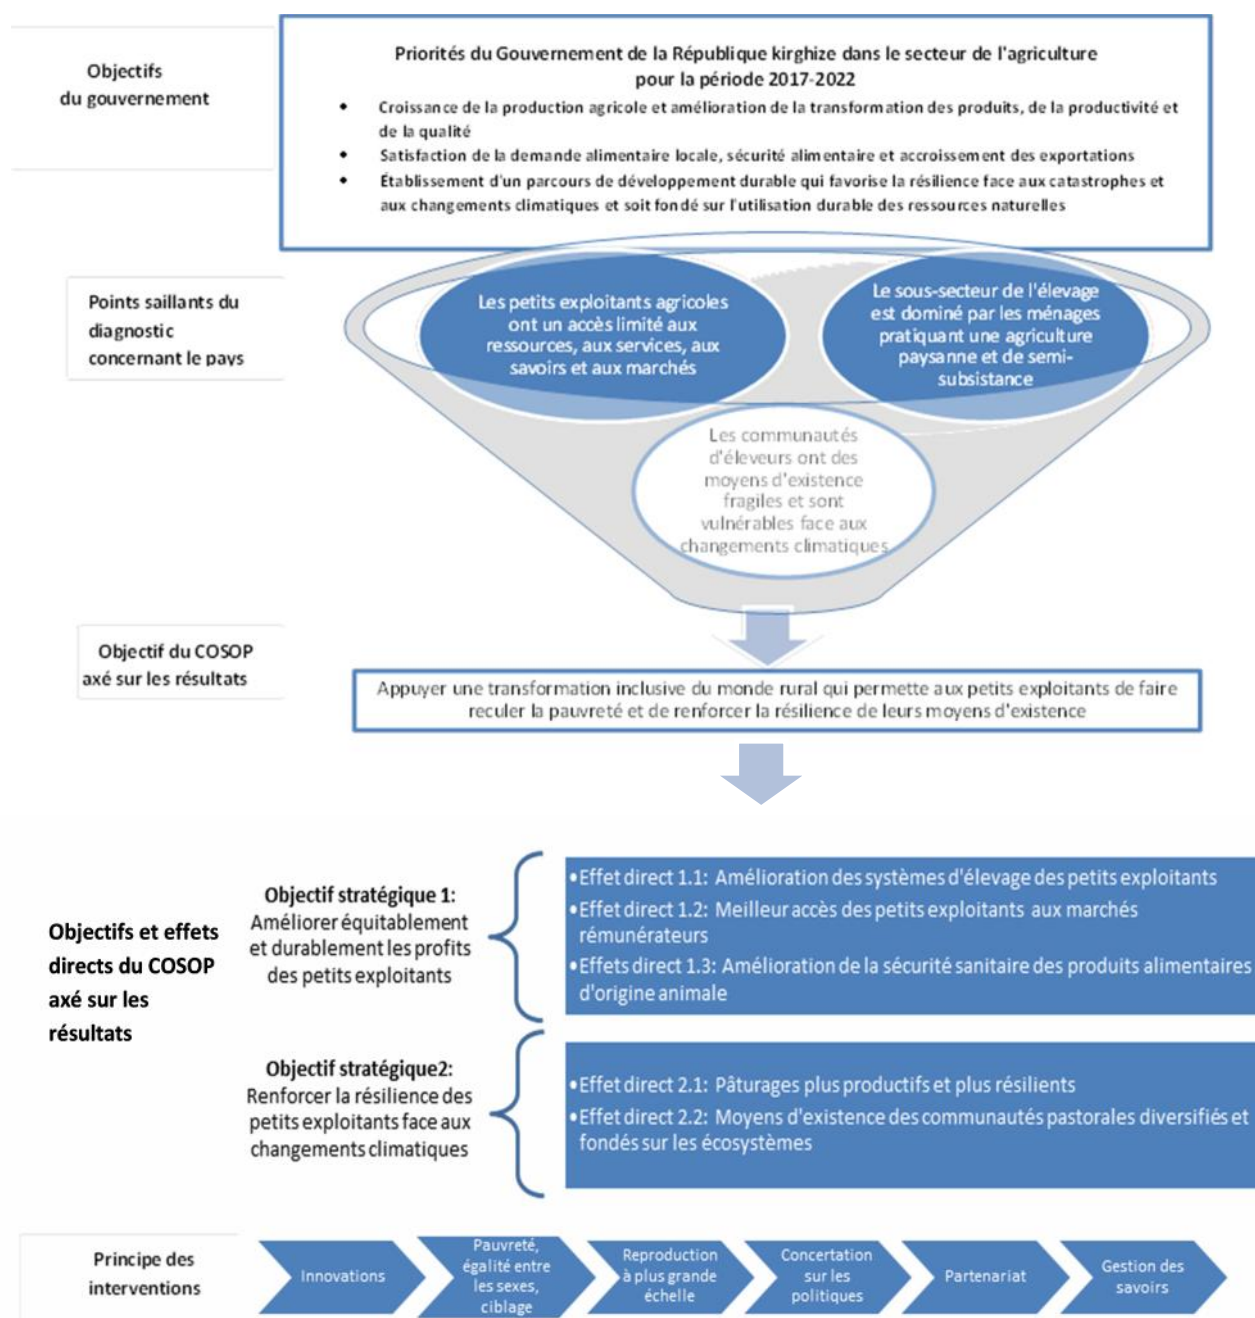 Objectifs
du gouvernement
Priorités du Gouvernement de la République kirghize dans le secteur de l'agriculture
pour la période 2017-2022
◆ Croissance de la production agricole et amélioration de la transformation des produits, de la productivité et
de la qualité
◆ Satisfaction de la demande alimentaire locale, sécurité alimentaire et accroissement des exportations
◆ Établissement d'un parcours de développement durable qui favorise la résilience face aux catastrophes et
aux changements climatiques et soit fondé sur l'utilisation durable des ressources naturelles
Points saillants du
diagnostic
concernant le pays
Les petits exploitants agricoles
ont un accès limité aux
ressources, aux services, aux
savoirs et aux marchés
Le sous-secteur de l'élevage
est dominé par les ménages
pratiquant une agriculture
paysanne et de semi-
subsistance
Les communautés
d'éleveurs ont des
moyens d'existence
fragiles et sont
vulnérables face aux
changements climatiques
Objectif du COSOP
axé sur les résultats
Appuyer une transformation inclusive du monde rural qui permette aux petits exploitants de faire
reculer la pauvreté et de renforcer la résilience de leurs moyens d'existence
Objectifs et effets
directs du COSOP
axé sur les
résultats
Objectif stratégique 1:
Améliorer équitablement
et durablement les profits
des petits exploitants
•Effet direct 1.1: Amélioration des systèmes d'élevage des petits exploitants
•Effet direct 1.2: Meilleur accès des petits exploitants aux marchés
rémunérateurs
•Effets direct 1.3: Amélioration de la sécurité sanitaire des produits alimentaires
d'origine animale
Objectif stratégique2:
Renforcer la résilience des
petits exploitants face aux
changements climatiques
•Effet direct 2.1: Pâturages plus productifs et plus résilients
•Effet direct 2.2: Moyens d'existence des communautés pastorales diversifiés et
fondés sur les écosystèmes
Principe des
interventions
Innovations
Pauvreté,
égalité entre
les sexes,
ciblage
Reproduction
à plus grande
échelle
Concertation
sur les
politiques
Partenariat
Gestion des
savoirs